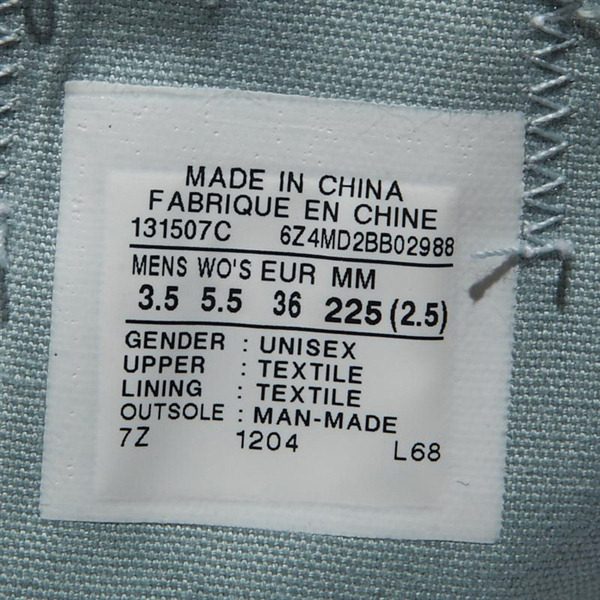 MADE IN CHINA
FABRIQUE EN CHINE
131507C 6Z4MD2BB02988
MENS WO'S EUR MM
3.5 5.5 36 225 (2.5)
GENDER : UNISEX
UPPER : TEXTILE
LINING : TEXTILE
OUTSOLE : MAN-MADE
7Z 1204 L68